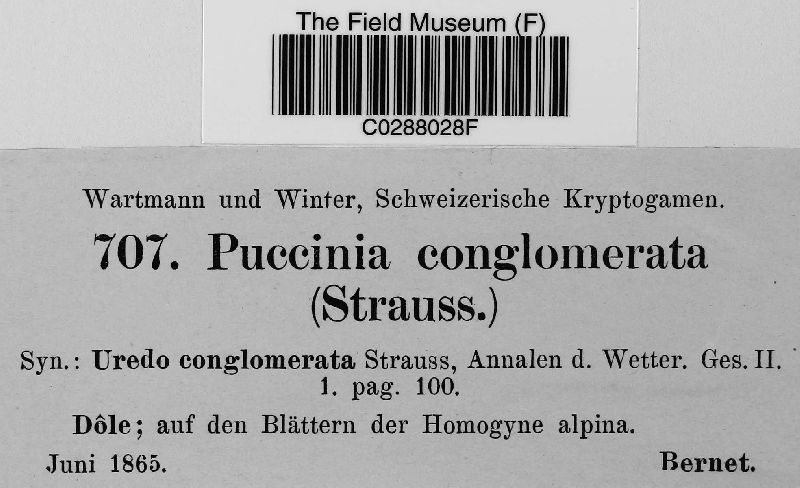 The Field Museum (F)
C0288028F
Wartmann und Winter, Schweizerische Kryptogamen.
707. Puccinia conglomerata
(Strauss.)
Syn.: Uredo conglomerata Strauss, Annalen d. Wetter. Ges. II.
1. pag. 100.
Dôle; auf den Blättern der Homogyne alpina.
Juni 1865. Bernet.